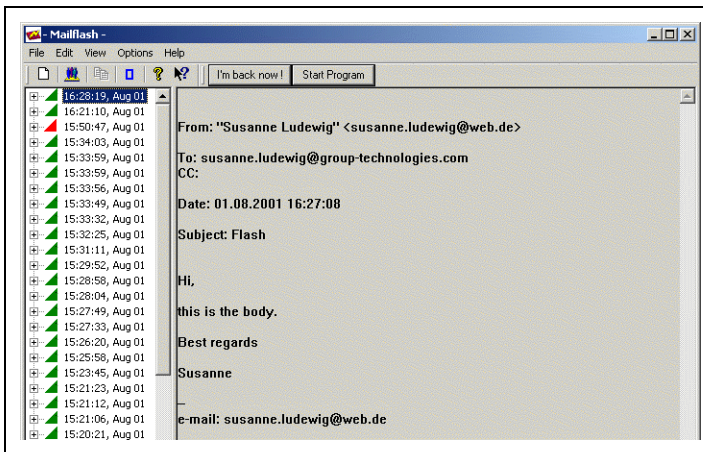 - Mailflash -
File Edit View Options Help
I'm back now! Start Program
16:28:19, Aug 01
16:21:10, Aug 01
15:50:47, Aug 01
15:34:03, Aug 01
15:33:59, Aug 01
15:33:59, Aug 01
15:33:56, Aug 01
15:33:49, Aug 01
15:33:32, Aug 01
15:32:25, Aug 01
15:31:11, Aug 01
15:29:52, Aug 01
15:28:58, Aug 01
15:28:04, Aug 01
15:27:49, Aug 01
15:27:33, Aug 01
15:26:20, Aug 01
15:25:58, Aug 01
15:23:45, Aug 01
15:21:23, Aug 01
15:21:12, Aug 01
15:21:06, Aug 01
15:20:21, Aug 01
From: "Susanne Ludewig" <susanne.ludewig@web.de>
To: susanne.ludewig@group-technologies.com
CC:
Date: 01.08.2001 16:27:08
Subject: Flash
Hi,
this is the body.
Best regards
Susanne
–
e-mail: susanne.ludewig@web.de